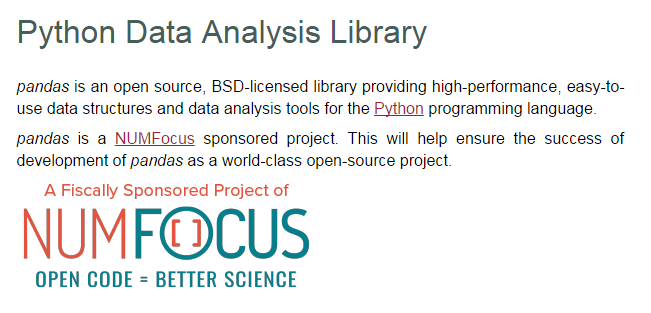 Python Data Analysis Library
pandas is an open source, BSD-licensed library providing high-performance, easy-to-
use data structures and data analysis tools for the Python programming language.
pandas is a NUMFocus sponsored project. This will help ensure the success of
development of pandas as a world-class open-source project.
A Fiscally Sponsored Project of
NUMFOCUS
OPEN CODE = BETTER SCIENCE